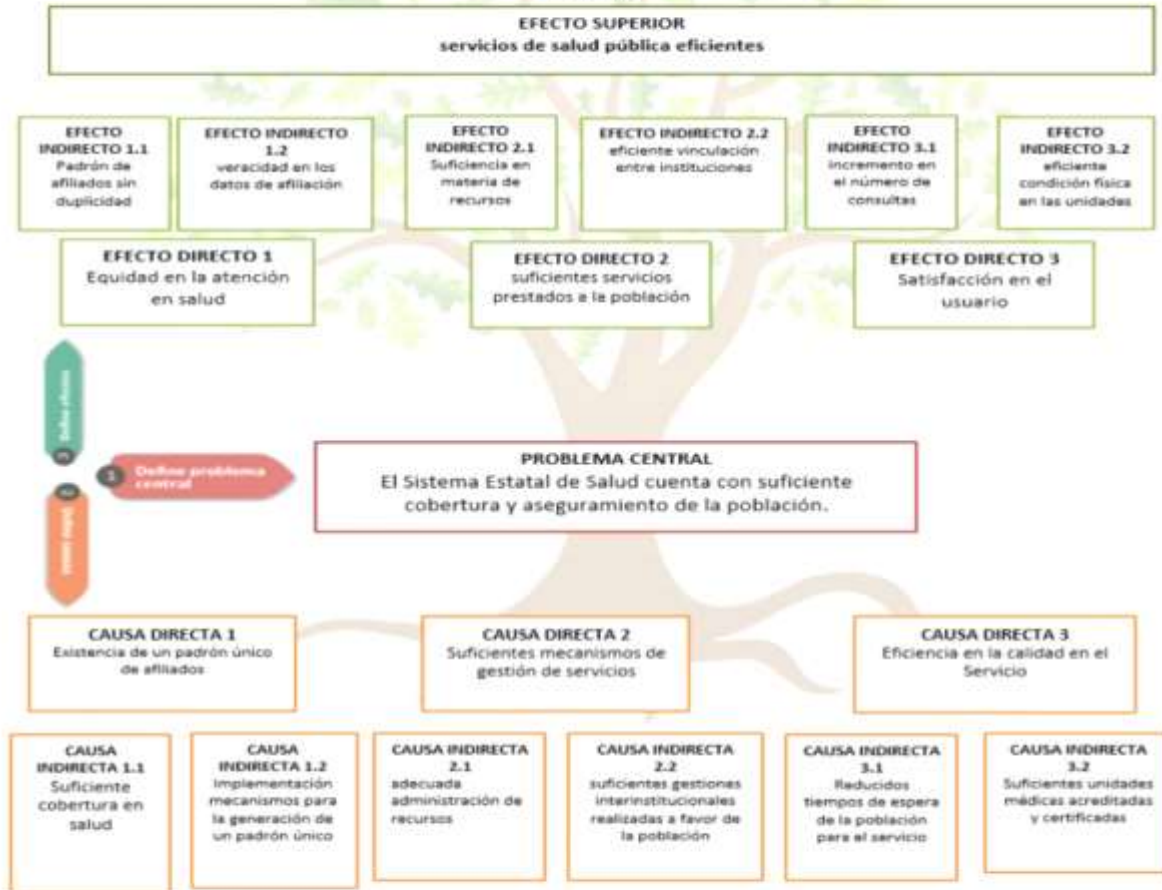 EFECTO SUPERIOR
servicios de salud pública eficientes
EFECTO
INDIRECTO 1.1
Padrón de
afiliados sin
duplicidad
EFECTO INDIRECTO
1.2
veracidad en los
datos de afiliación
EFECTO
INDIRECTO 2.1
Suficiencia en
materia de
recursos
EFECTO INDIRECTO 2.2
eficiente vinculación
entre instituciones
EFECTO
INDIRECTO 3.1
incremento en
el número de
consultas
EFECTO
INDIRECTO 3.2
eficiente
condición física
en las unidades
EFECTO DIRECTO 1
Equidad en la atención
en salud
EFECTO DIRECTO 2
suficientes servicios
prestados a la población
EFECTO DIRECTO 3
Satisfacción en el
usuario
3
1
Define problema
central
2
PROBLEMA CENTRAL
El Sistema Estatal de Salud cuenta con suficiente
cobertura y aseguramiento de la población.
CAUSA DIRECTA 1
Existencia de un padrón único
de afiliados
CAUSA DIRECTA 2
Suficientes mecanismos de
gestión de servicios
CAUSA DIRECTA 3
Eficiencia en la calidad en el
Servicio
CAUSA
INDIRECTA 1.1
Suficiente
cobertura en
salud
CAUSA
INDIRECTA 1.2
Implementación
mecanismos para
la generación de
un padrón único
CAUSA INDIRECTA
2.1
adecuada
administración de
recursos
CAUSA INDIRECTA
2.2
suficientes gestiones
interinstitucionales
realizadas a favor de
la población
CAUSA INDIRECTA
3.1
Reducidos
tiempos de espera
de la población
para el servicio
CAUSA INDIRECTA
3.2
Suficientes unidades
médicas acreditadas
y certificadas